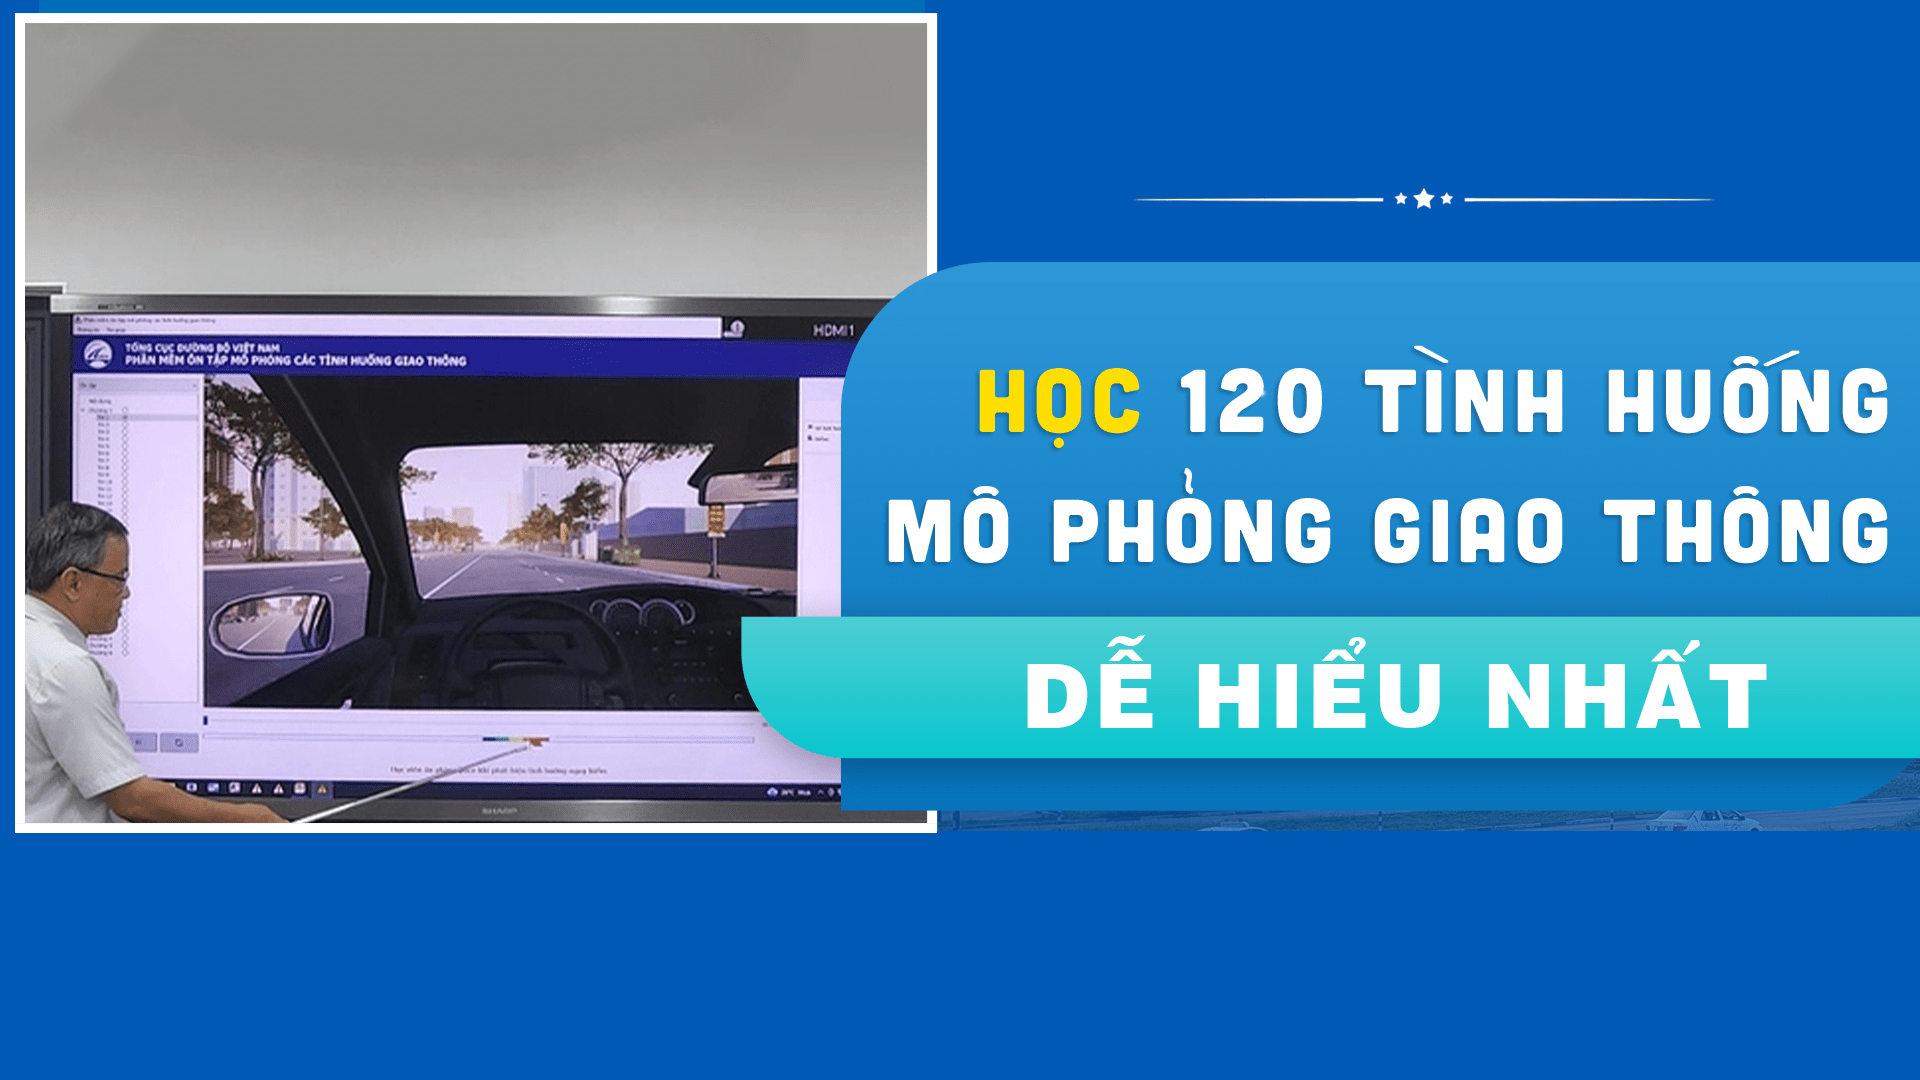 HDMI1
TỔNG CỤC ĐƯỜNG BỘ VIỆT NAM
PHẦN MỀM ÔN TẬP MÔ PHỎNG CÁC TÌNH HUỐNG GIAO THÔNG
HỌC 120 TÌNH HUỐNG
MÔ PHỎNG GIAO THÔNG
DỄ HIỂU NHẤT
SHARP